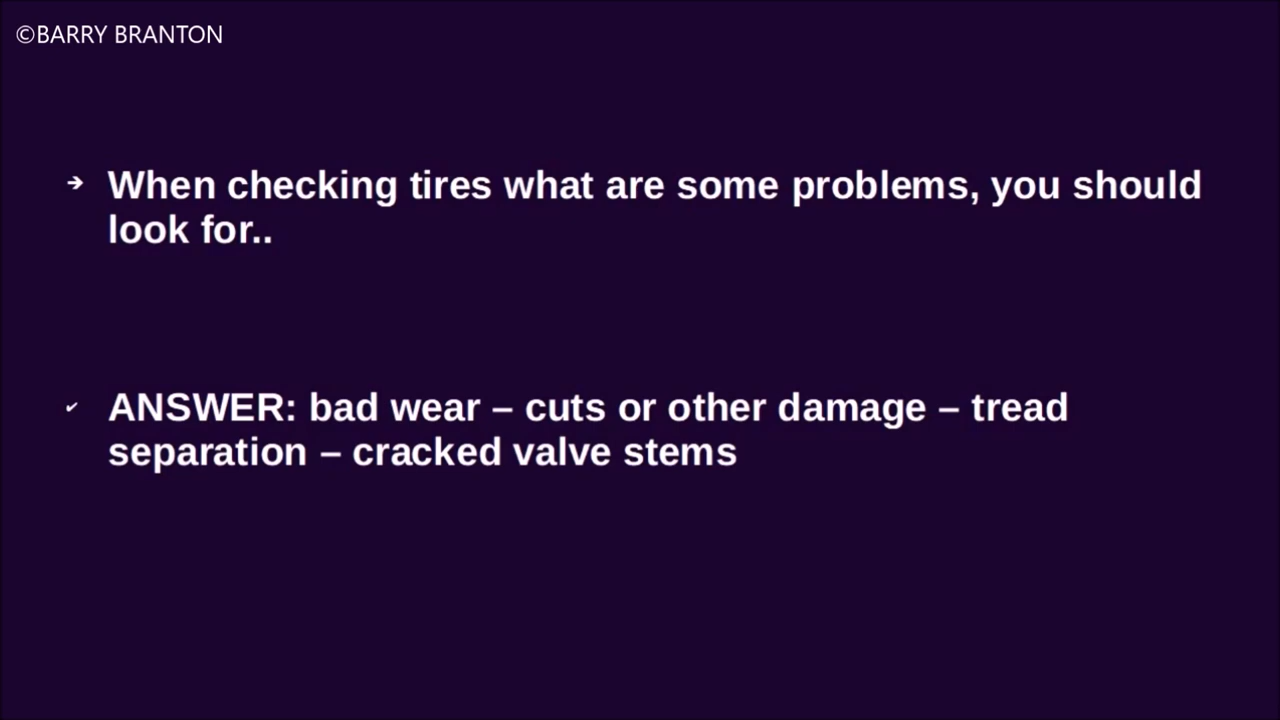 ©BARRY BRANTON
➔ When checking tires what are some problems, you should
look for..
✔ ANSWER: bad wear – cuts or other damage – tread
separation – cracked valve stems